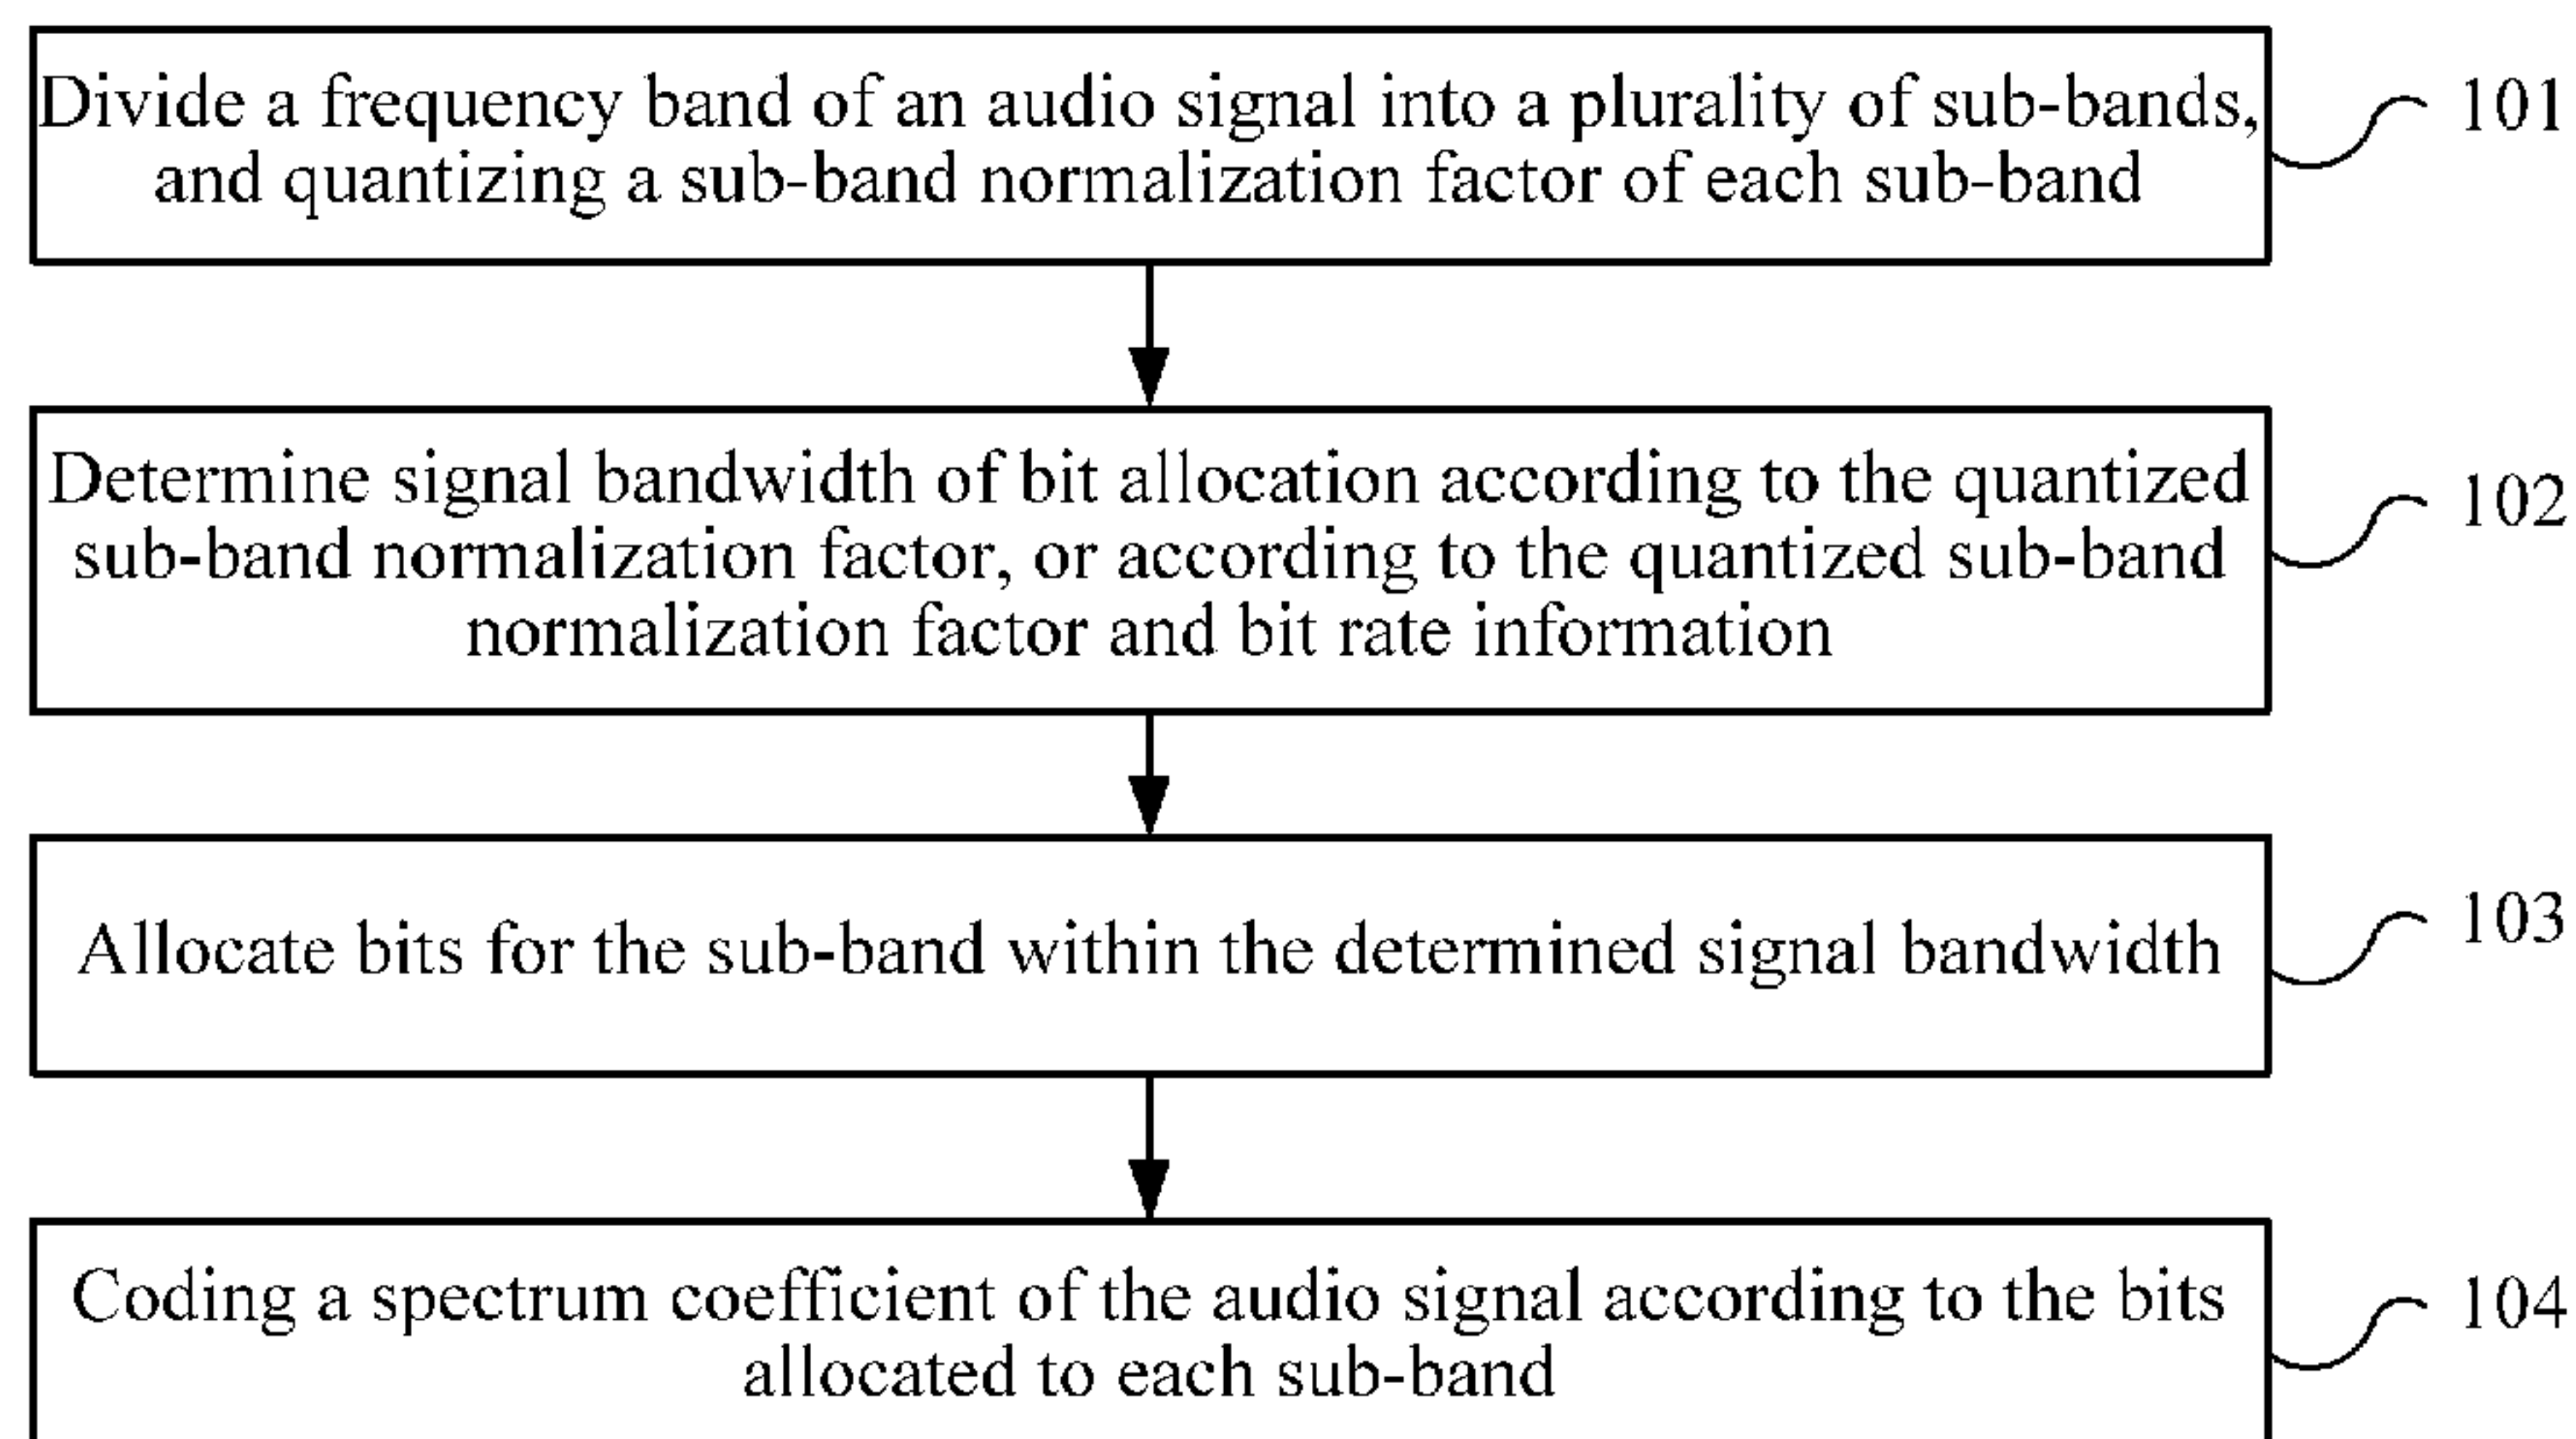 Divide a frequency band of an audio signal into a plurality of sub-bands,
and quantizing a sub-band normalization factor of each sub-band
101
Determine signal bandwidth of bit allocation according to the quantized
sub-band normalization factor, or according to the quantized sub-band
normalization factor and bit rate information
102
Allocate bits for the sub-band within the determined signal bandwidth
103
Coding a spectrum coefficient of the audio signal according to the bits
allocated to each sub-band
104